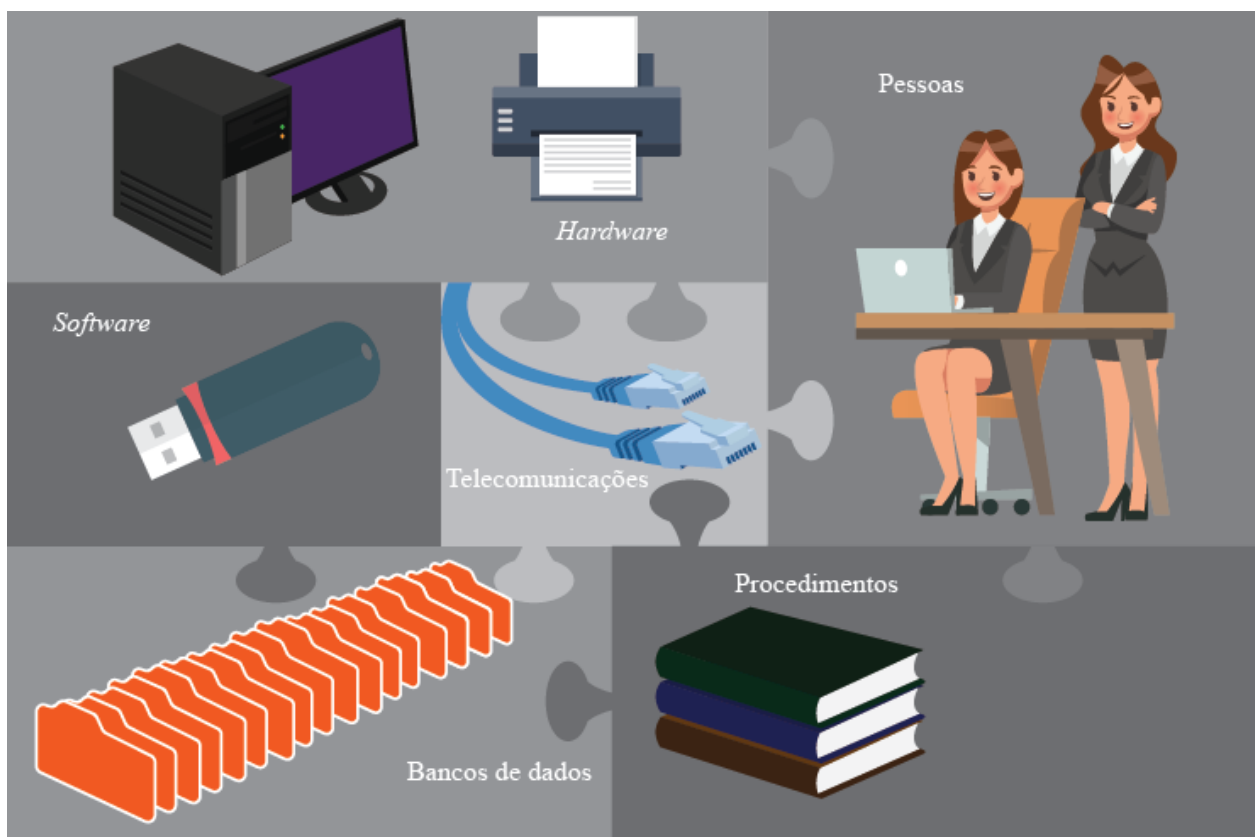 Pessoas
Hardware
Software
Telecomunicações
Procedimentos
Bancos de dados